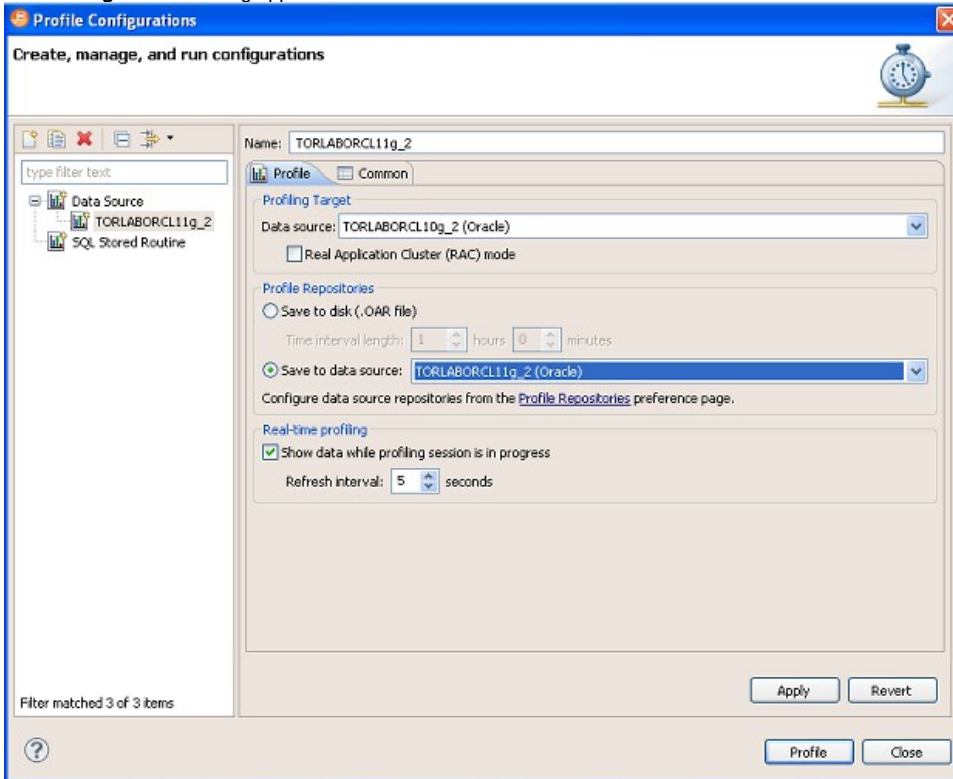 Profile Configurations
Create, manage, and run configurations
type filter text
Data Source
TORLABORCL11g_2
SQL Stored Routine
Filter matched 3 of 3 items
Name: TORLABORCL11g_2
Profile Common
Profiling Target
Data source: TORLABORCL10g_2 (Oracle)
Real Application Cluster (RAC) mode
Profile Repositories
Save to disk (.OAR file)
Time interval length: 1 hours 0 minutes
Save to data source: TORLABORCL11g_2 (Oracle)
Configure data source repositories from the Profile Repositories preference page.
Real-time profiling
Show data while profiling session is in progress
Refresh interval: 5 seconds
Apply Revert
Profile Close